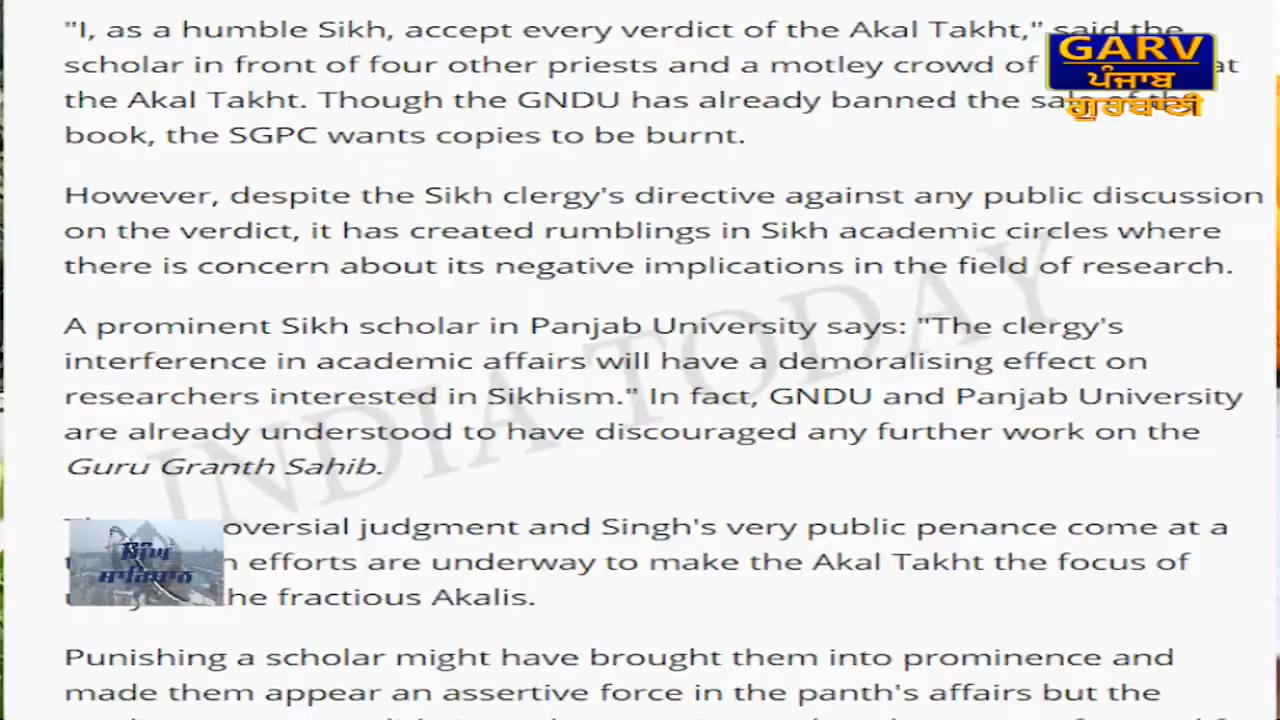 "I, as a humble Sikh, accept every verdict of the Akal Takht," said the
scholar in front of four other priests and a motley crowd of at
the Akal Takht. Though the GNDU has already banned the sale of the
book, the SGPC wants copies to be burnt.
However, despite the Sikh clergy's directive against any public discussion
on the verdict, it has created rumblings in Sikh academic circles where
there is concern about its negative implications in the field of research.
A prominent Sikh scholar in Panjab University says: "The clergy's
interference in academic affairs will have a demoralising effect on
researchers interested in Sikhism." In fact, GNDU and Panjab University
are already understood to have discouraged any further work on the
Guru Granth Sahib.
judgment and Singh's very public penance come at a
efforts are underway to make the Akal Takht the focus of
fractious Akalis.
Punishing a scholar might have brought them into prominence and
made them appear an assertive force in the panth's affairs but the
GARV
ਪੰਜਾਬ
ਗੁਰਬਾਣੀ
INDIA TODAY